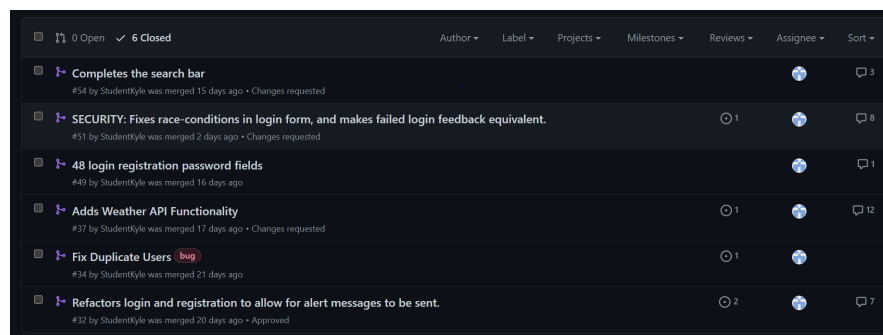 0 Open 6 Closed Author Label Projects Milestones Reviews Assignee Sort
Completes the search bar 3
#54 by StudentKyle was merged 15 days ago • Changes requested
SECURITY: Fixes race-conditions in login form, and makes failed login feedback equivalent. 1 8
#51 by StudentKyle was merged 2 days ago • Changes requested
48 login registration password fields 1
#49 by StudentKyle was merged 16 days ago
Adds Weather API Functionality 1 12
#37 by StudentKyle was merged 17 days ago • Changes requested
Fix Duplicate Users bug 1
#34 by StudentKyle was merged 21 days ago
Refactors login and registration to allow for alert messages to be sent. 2 7
#32 by StudentKyle was merged 20 days ago • Approved